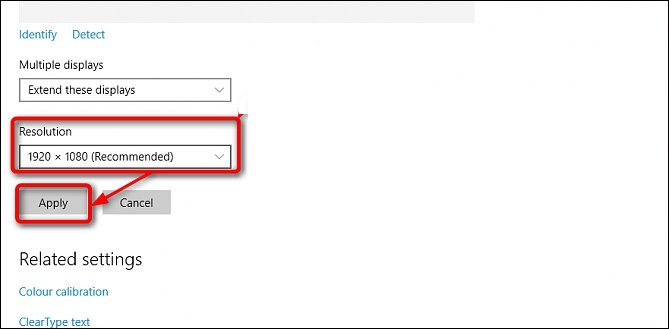 Identify Detect
Multiple displays
Extend these displays
Resolution
1920 × 1080 (Recommended)
Apply Cancel
Related settings
Colour calibration
ClearType text